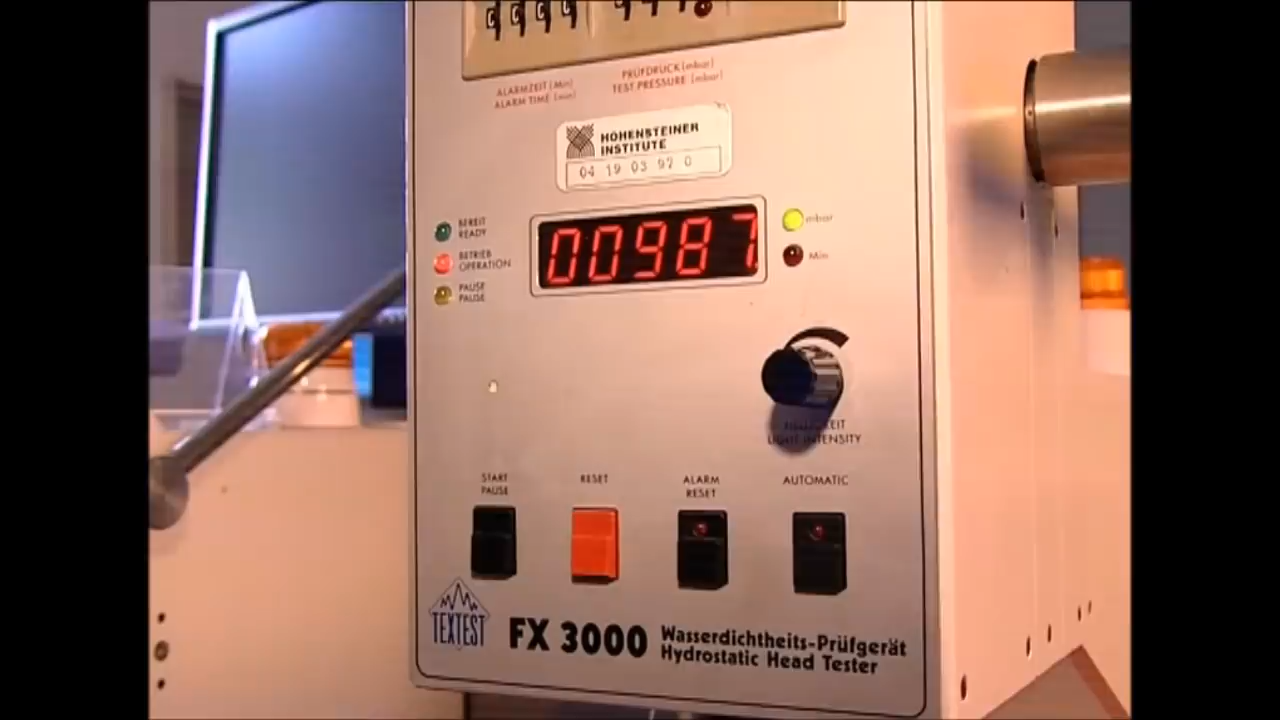 ALARMZEIT (Min)
ALARM TIME (min)
PRÜFDRUCK (mbar)
TEST PRESSURE (mbar)
HOHENSTEINER
INSTITUTE
04 19 03 92 0
BEREIT
READY
BETRIEB
OPERATION
PAUSE
PAUSE
00987
mbar
Min
LIGHT INTENSITY
START
PAUSE
RESET
ALARM
RESET
AUTOMATIC
TEXTEST
FX 3000
Wasserdichtheits-Prüfgerät
Hydrostatic Head Tester